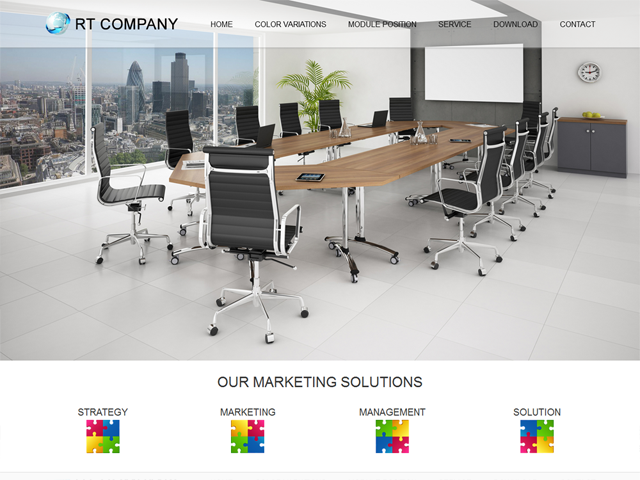 RT COMPANY
HOME COLOR VARIATIONS MODULE POSITION SERVICE DOWNLOAD CONTACT
OUR MARKETING SOLUTIONS
STRATEGY MARKETING MANAGEMENT SOLUTION